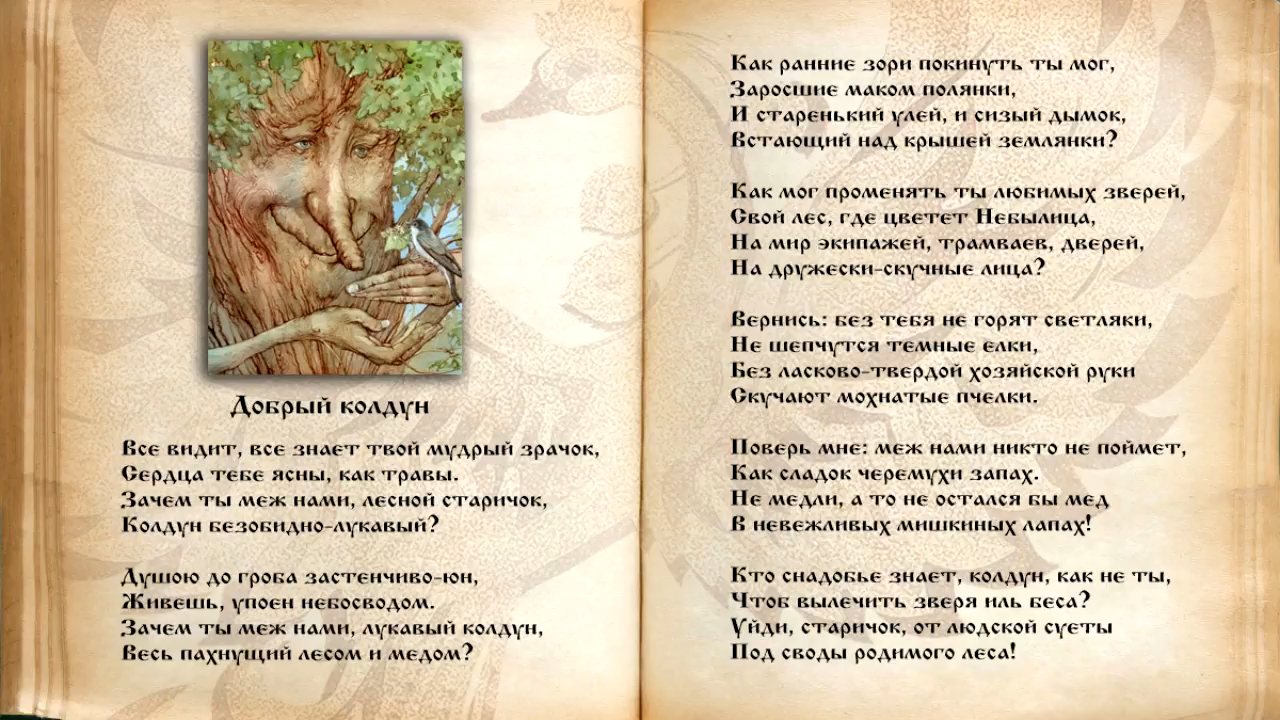 Добрый колдун
Все видит, все знает твой мудрый зрачок,
Сердца тебе ясны, как травы.
Зачем ты меж нами, лесной старичок,
Колдун безобидно-лукавый?
Душою до гроба застенчиво-юн,
Живешь, упоен небосводом.
Зачем ты меж нами, лукавый колдун,
Весь пахнущий лесом и медом?
Как ранние зори покинуть ты мог,
Заросшие маком полянки,
И старенький улей, и сизый дымок,
Встающий над крышей землянки?
Как мог променять ты любимых зверей,
Свой лес, где цветет Небылица,
На мир экипажей, трамваев, дверей,
На дружески-скучные лица?
Вернись: без тебя не горят светляки,
Не шепчутся темные елки,
Без ласково-твердой хозяйской руки
Скучают мохнатые пчелки.
Поверь мне: меж нами никто не поймет,
Как сладок черемухи запах.
Не медли, а то не остался бы мед
В невежливых мишкиных лапах!
Кто снадобье знает, колдун, как не ты,
Чтоб вылечить зверя иль беса?
Уйди, старичок, от людской суеты
Под своды родимого леса!